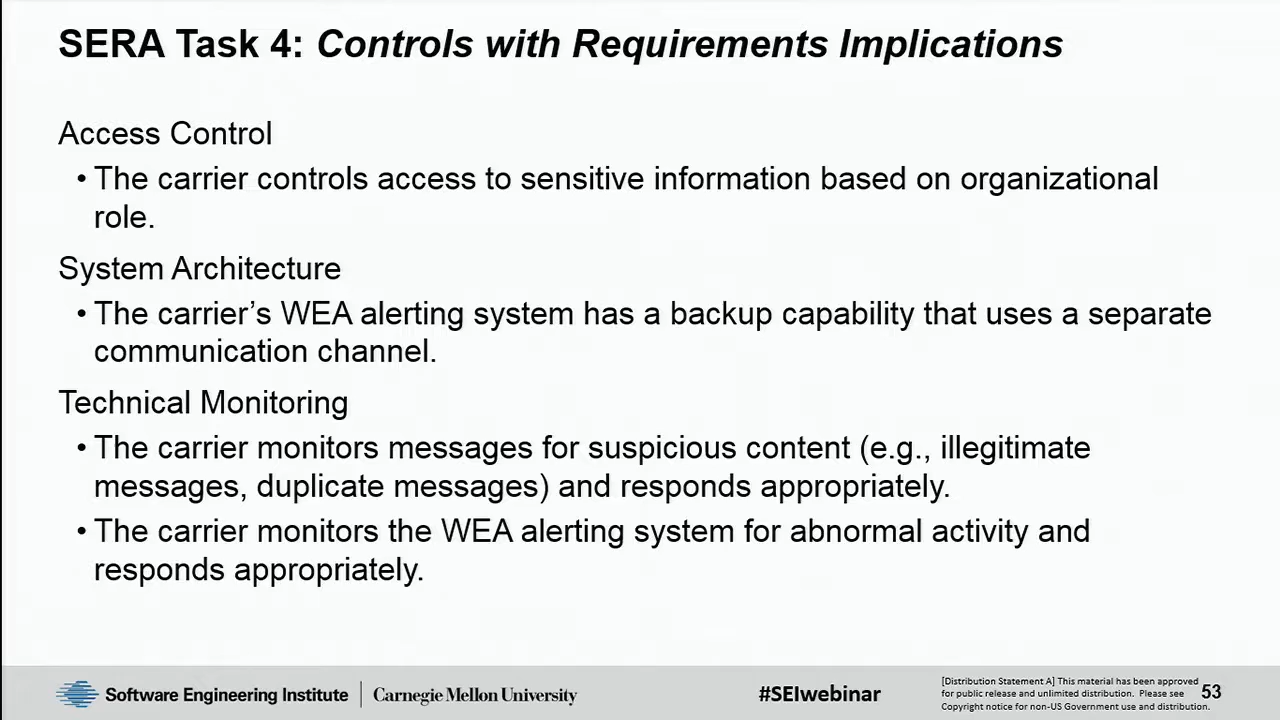 SERA Task 4: Controls with Requirements Implications
Access Control
• The carrier controls access to sensitive information based on organizational
role.
System Architecture
• The carrier’s WEA alerting system has a backup capability that uses a separate
communication channel.
Technical Monitoring
• The carrier monitors messages for suspicious content (e.g., illegitimate
messages, duplicate messages) and responds appropriately.
• The carrier monitors the WEA alerting system for abnormal activity and
responds appropriately.
Software Engineering Institute | Carnegie Mellon University
#SEIwebinar
[Distribution Statement A] This material has been approved
for public release and unlimited distribution. Please see
Copyright notice for non-US Government use and distribution.
53